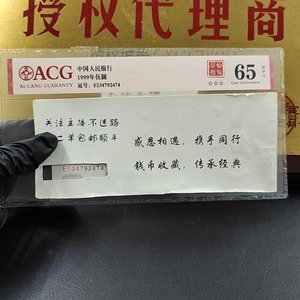 授权代理商
ACG
AI CANG GUARANTY
中国人民银行
1999年伍圆
冠号: E134792474
65
关注主播不迷路
二单包邮顺丰
感恩相遇，携手同行
钱币收藏，传承经典
E134792474